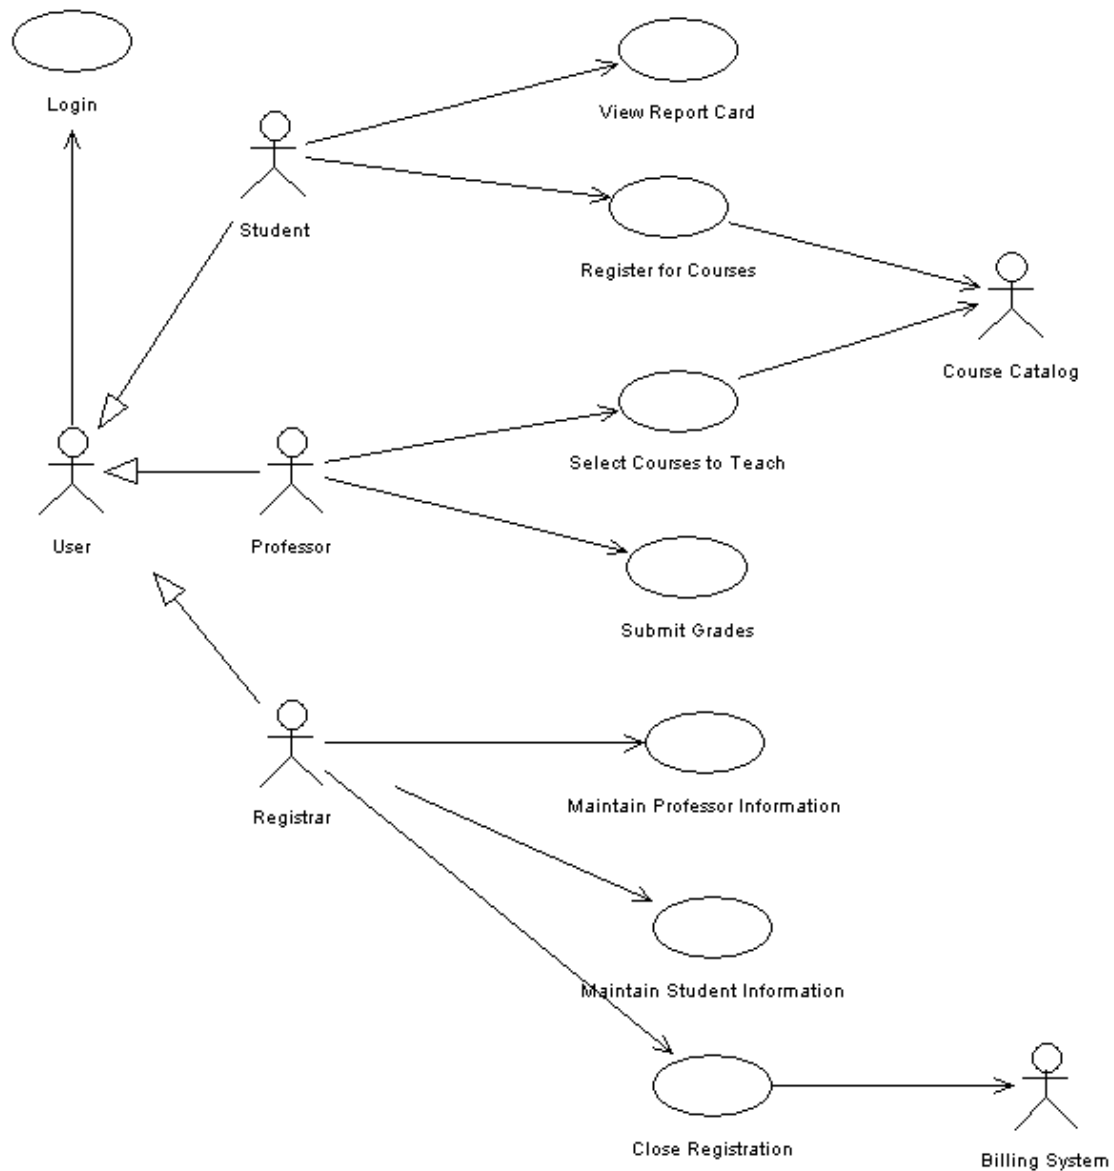 Login
View Report Card
Student
Register for Courses
Course Catalog
Select Courses to Teach
User
Professor
Submit Grades
Registrar
Maintain Professor Information
Maintain Student Information
Close Registration
Billing System